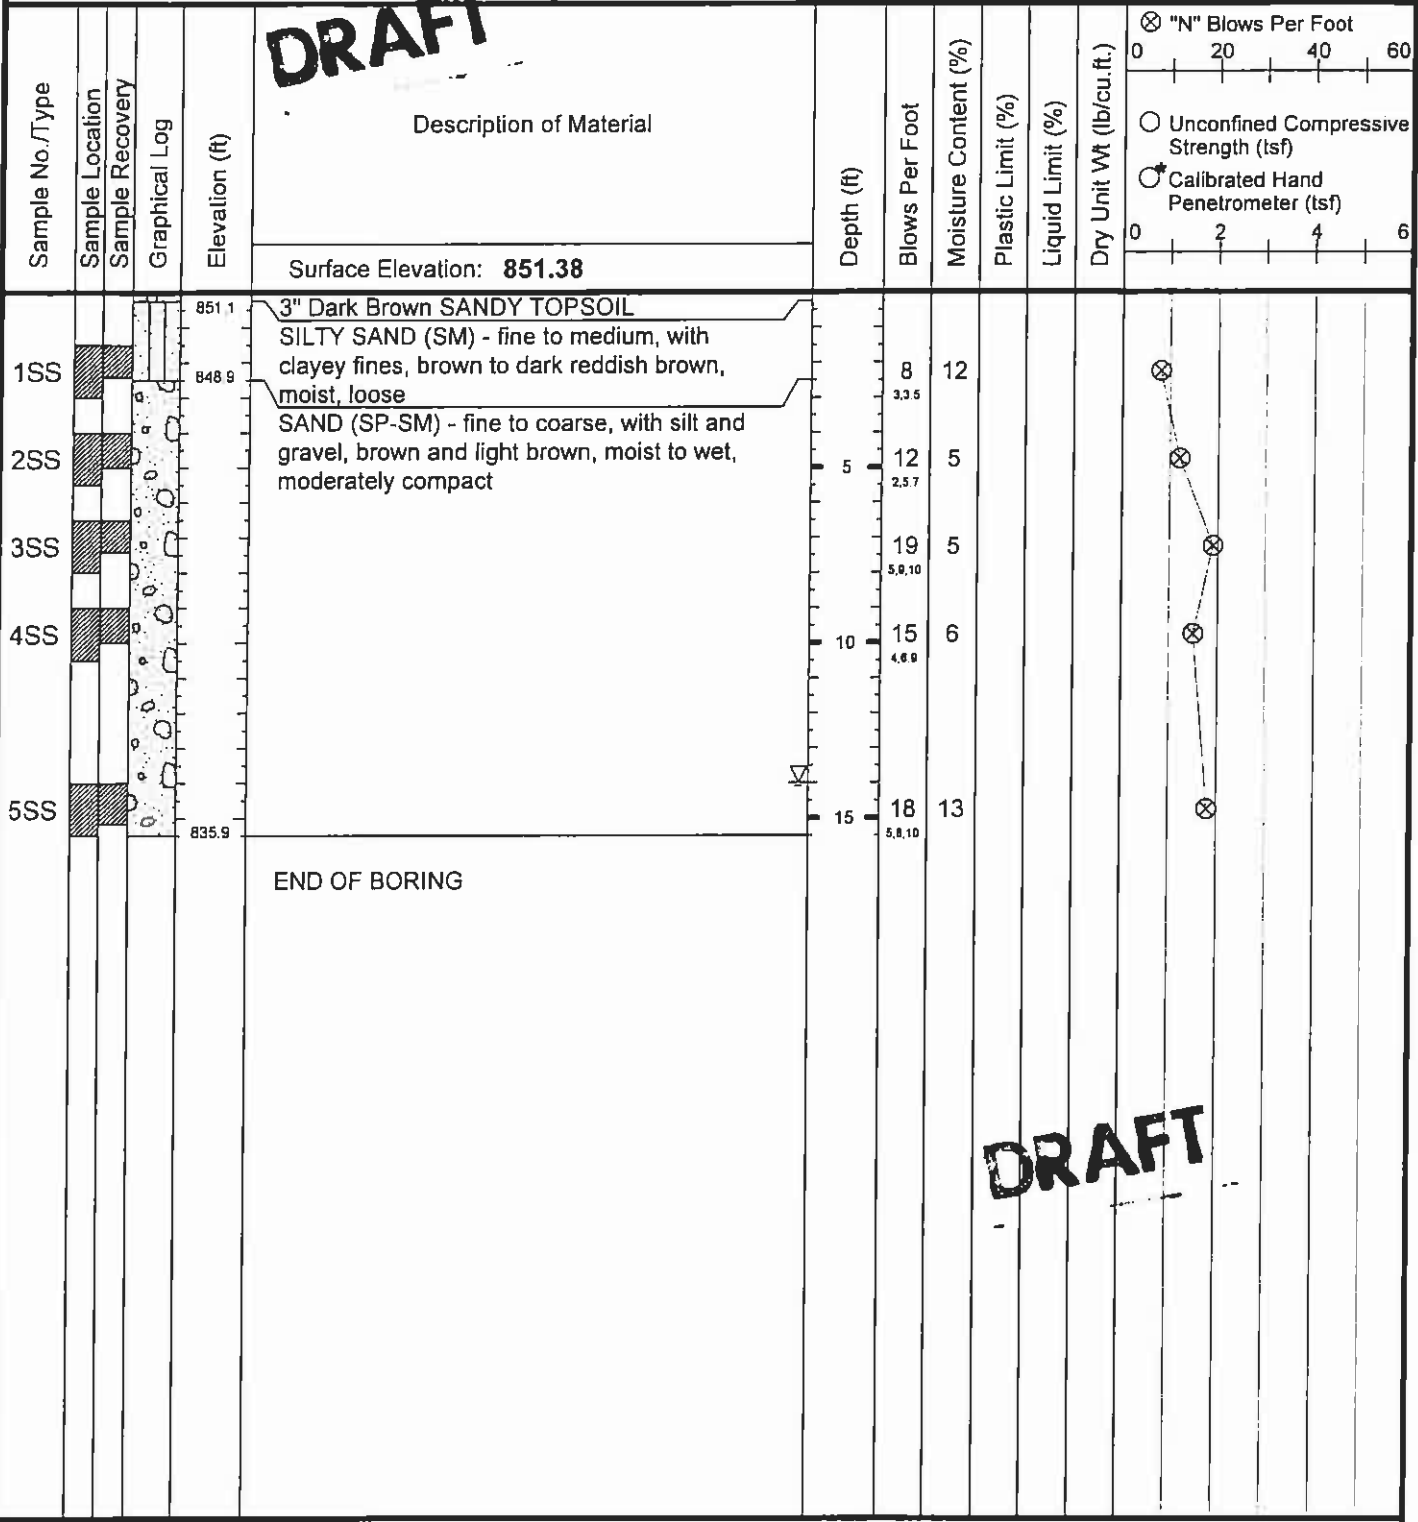 DRAFT
Sample No./Type
Sample Location
Sample Recovery
Graphical Log
Elevation (ft)
Description of Material
Surface Elevation: 851.38
Depth (ft)
Blows Per Foot
Moisture Content (%)
Plastic Limit (%)
Liquid Limit (%)
Dry Unit Wt (lb/cu.ft.)
"N" Blows Per Foot
0 20 40 60
Unconfined Compressive
Strength (tsf)
* Calibrated Hand
Penetrometer (tsf)
0 2 4 6
851.1 3" Dark Brown SANDY TOPSOIL
SILTY SAND (SM) - fine to medium, with
clayey fines, brown to dark reddish brown,
moist, loose
1SS 848.9 8 12
3,3,5
SAND (SP-SM) - fine to coarse, with silt and
gravel, brown and light brown, moist to wet,
moderately compact
2SS 5 12 5
2,5,7
3SS 19 5
5,9,10
4SS 10 15 6
4,6,9
5SS 15 18 13
835.9 5,8,10
END OF BORING
DRAFT